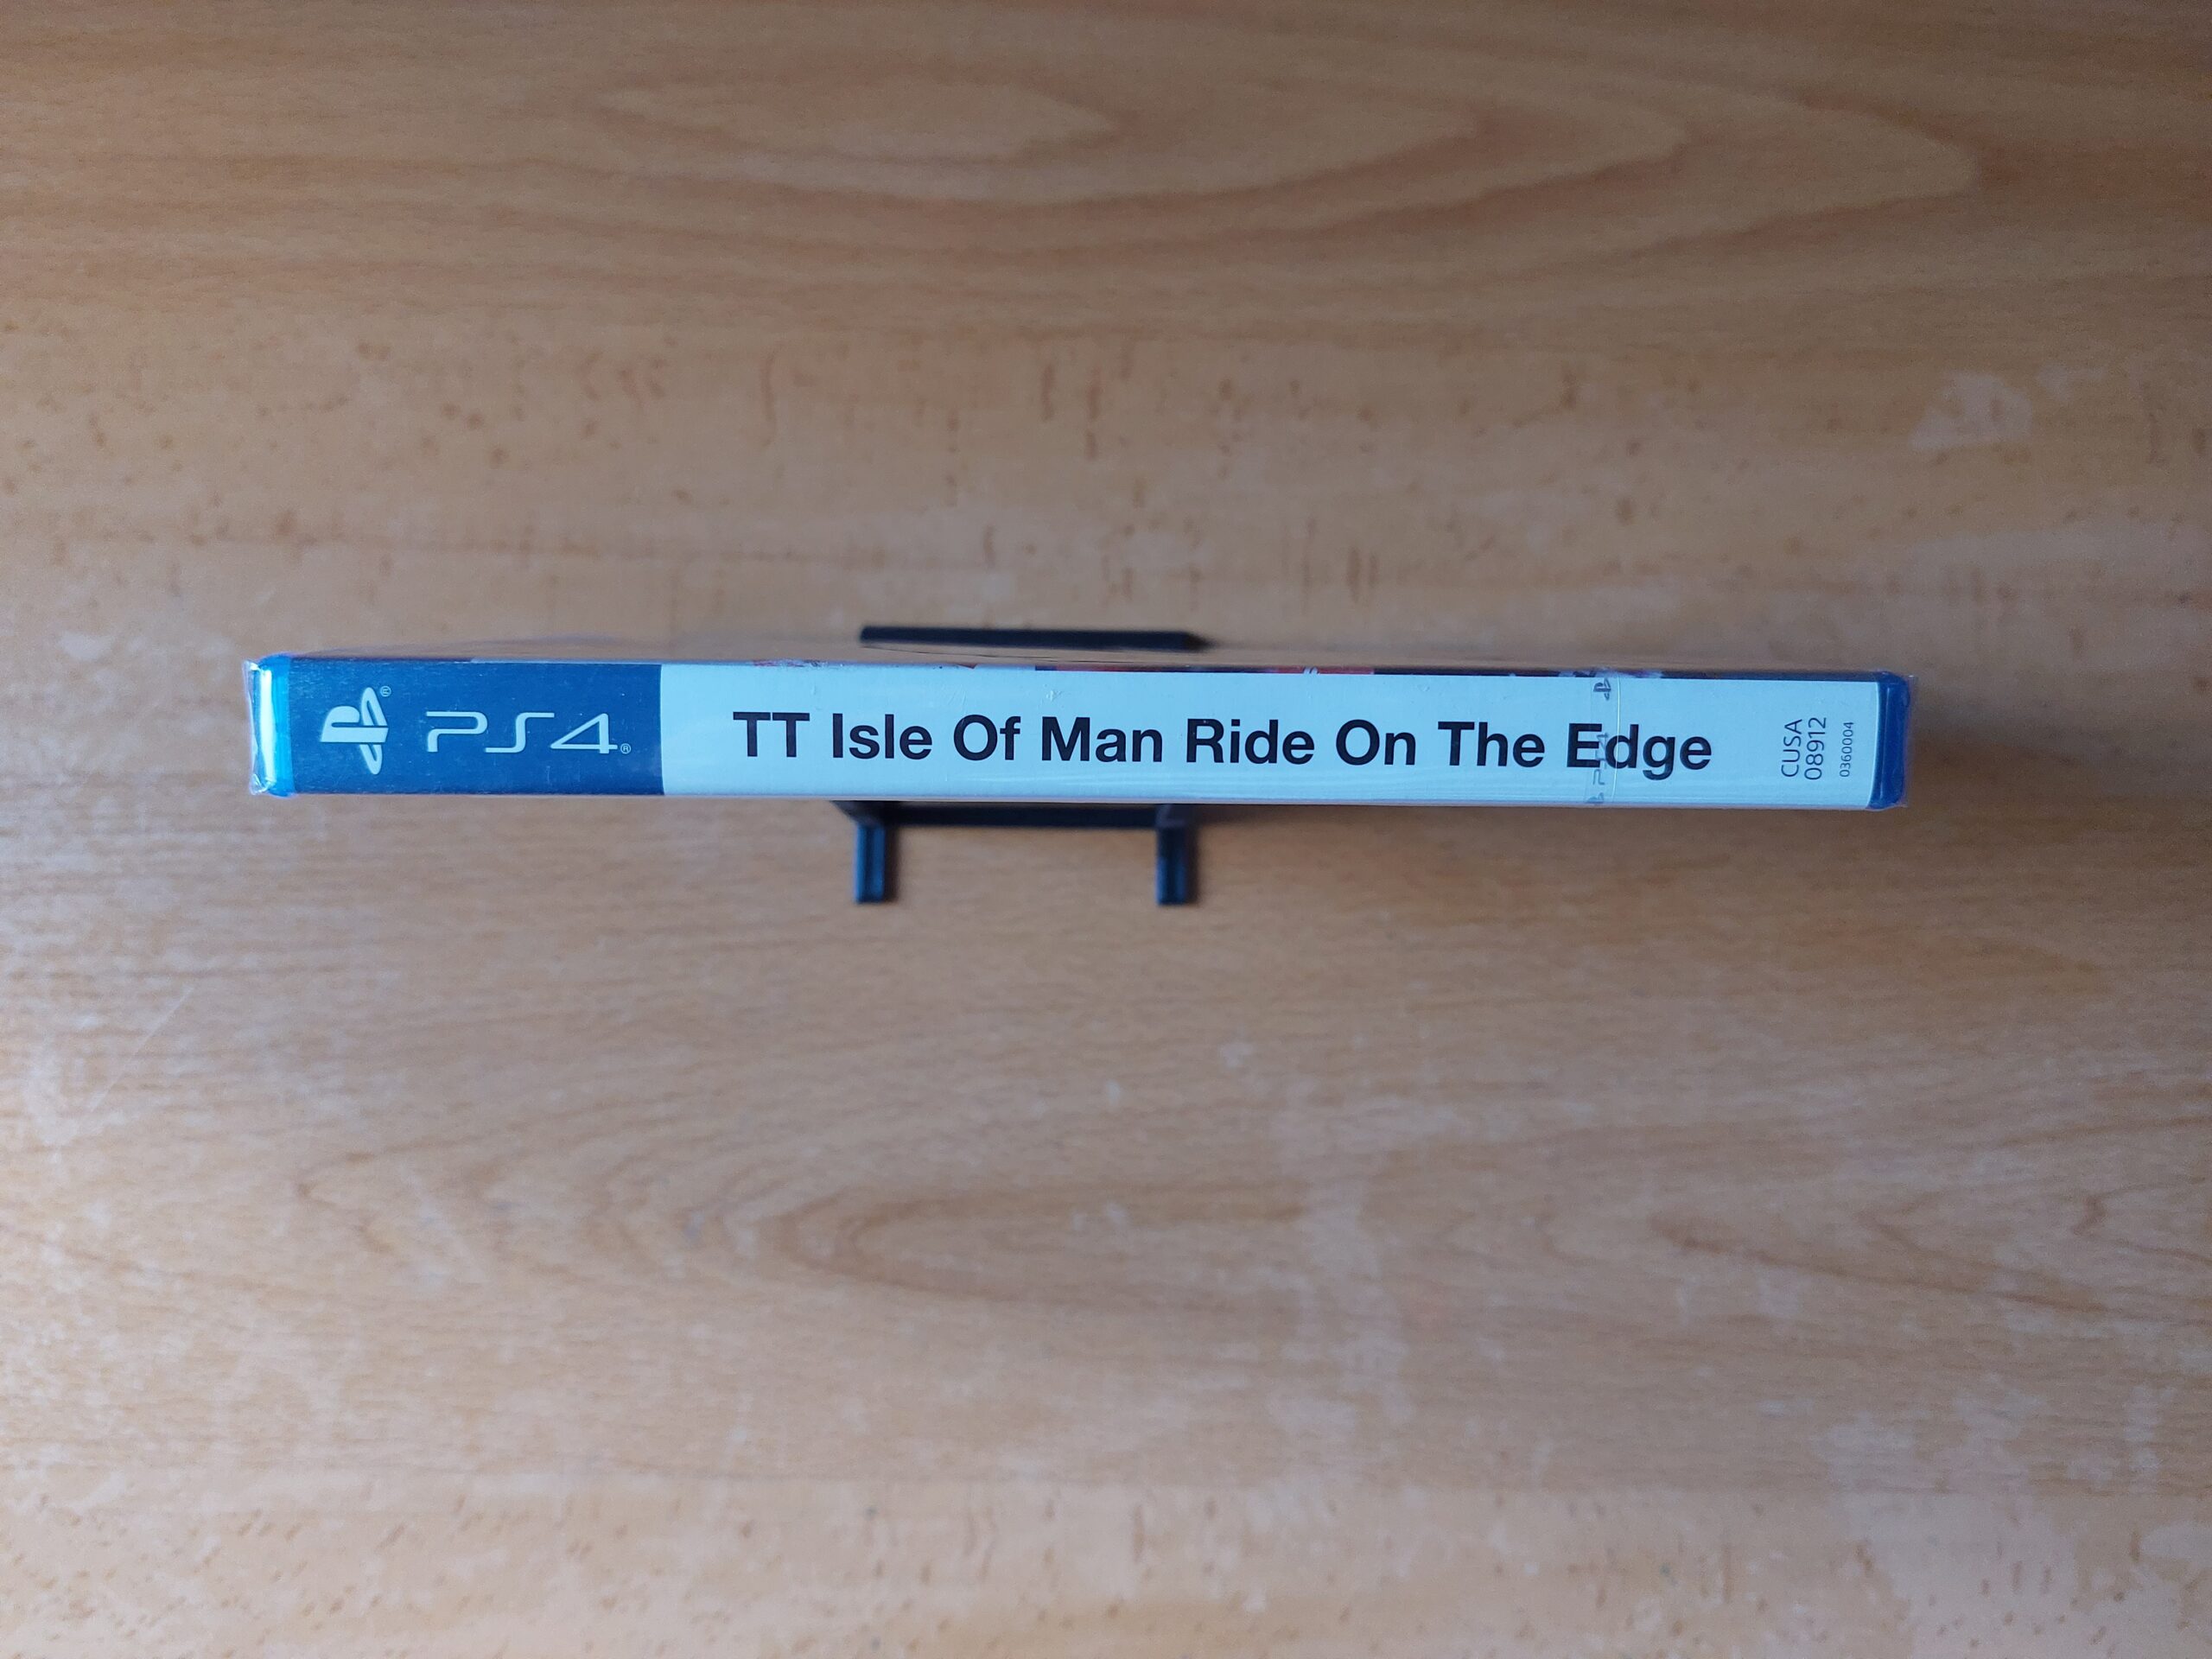 PS4
TT Isle Of Man Ride On The Edge
CUSA
08912
0360004